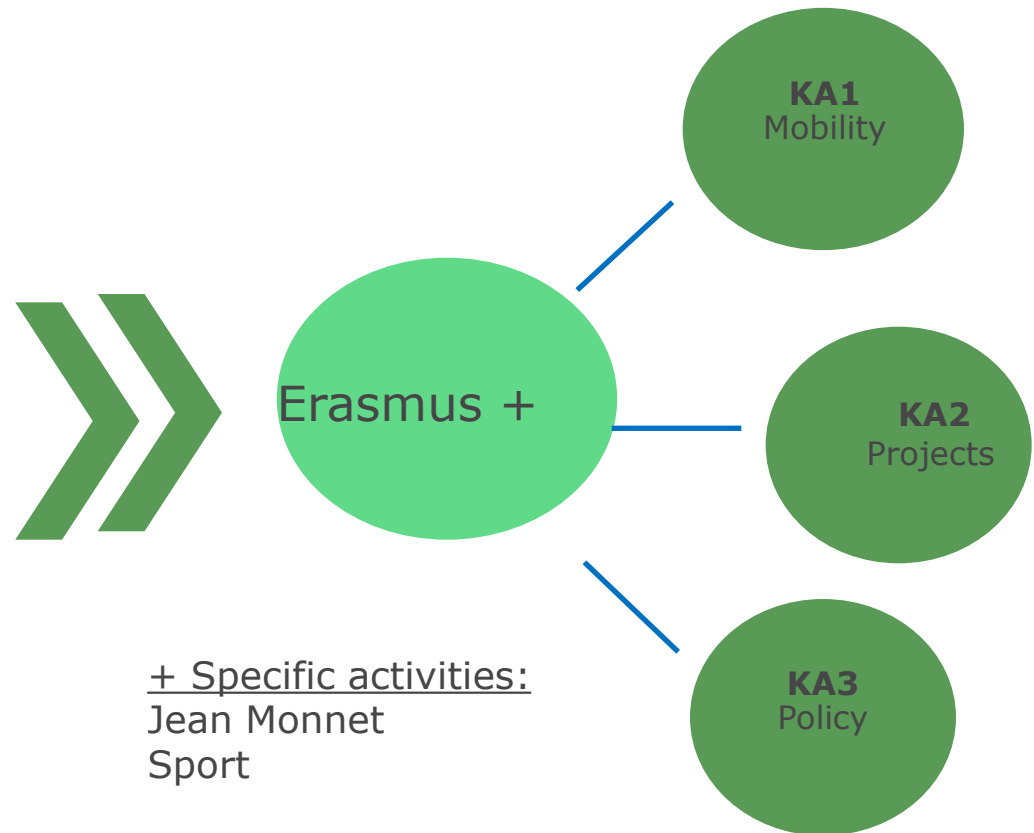 KA1
Mobility
Erasmus +
KA2
Projects
+ Specific activities:
Jean Monnet
Sport
KA3
Policy